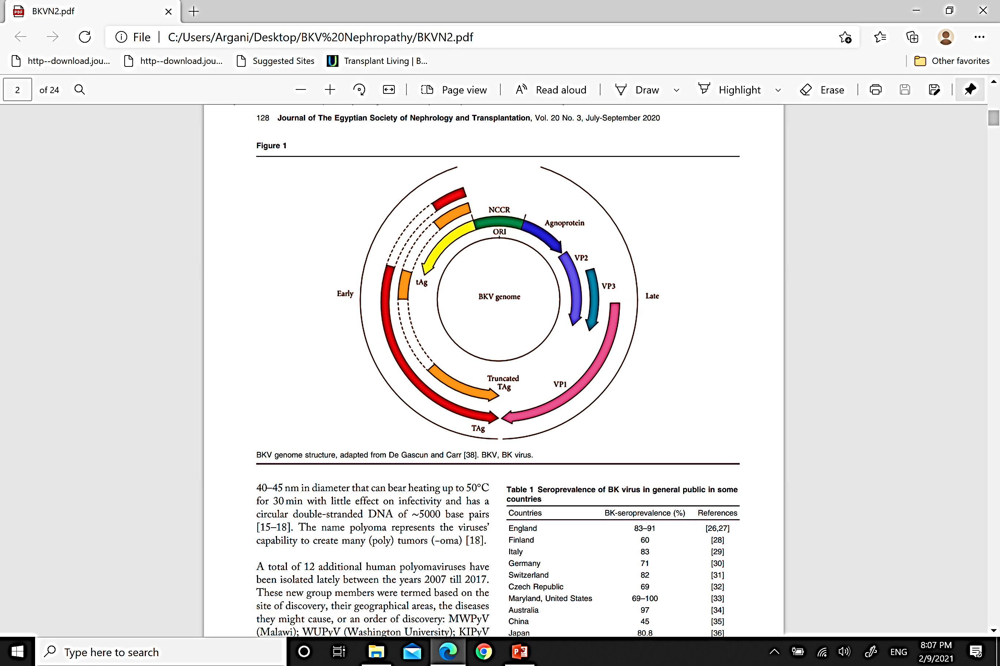 BKVN2.pdf
File
C:/Users/Argani/Desktop/BKV%20Nephropathy/BKVN2.pdf
http--download.jou...
http--download.jou...
Suggested Sites
Transplant Living | B...
Other favorites
2 of 24
Page view
Read aloud
Draw
Highlight
Erase
128 Journal of The Egyptian Society of Nephrology and Transplantation, Vol. 20 No. 3, July-September 2020
Figure 1
NCCR
Agnoprotein
ORI
VP2
tAg
VP3
Early
BKV genome
Late
Truncated
TAg
VP1
TAg
BKV genome structure, adapted from De Gascun and Carr [38]. BKV, BK virus.
40–45 nm in diameter that can bear heating up to 50°C
for 30 min with little effect on infectivity and has a
circular double-stranded DNA of ~5000 base pairs
[15–18]. The name polyoma represents the viruses’
capability to create many (poly) tumors (–oma) [18].
A total of 12 additional human polyomaviruses have
been isolated lately between the years 2007 till 2017.
These new group members were termed based on the
site of discovery, their geographical areas, the diseases
they might cause, or an order of discovery: MWPyV
(Malawi); WUPyV (Washington University); KIPyV
Table 1 Seroprevalence of BK virus in general public in some
countries
Countries BK-seroprevalence (%) References
England 83–91 [26,27]
Finland 60 [28]
Italy 83 [29]
Germany 71 [30]
Switzerland 82 [31]
Czech Republic 69 [32]
Maryland, United States 69–100 [33]
Australia 97 [34]
China 45 [35]
Japan 80.8 [36]
Type here to search
ENG
8:07 PM
2/9/2021